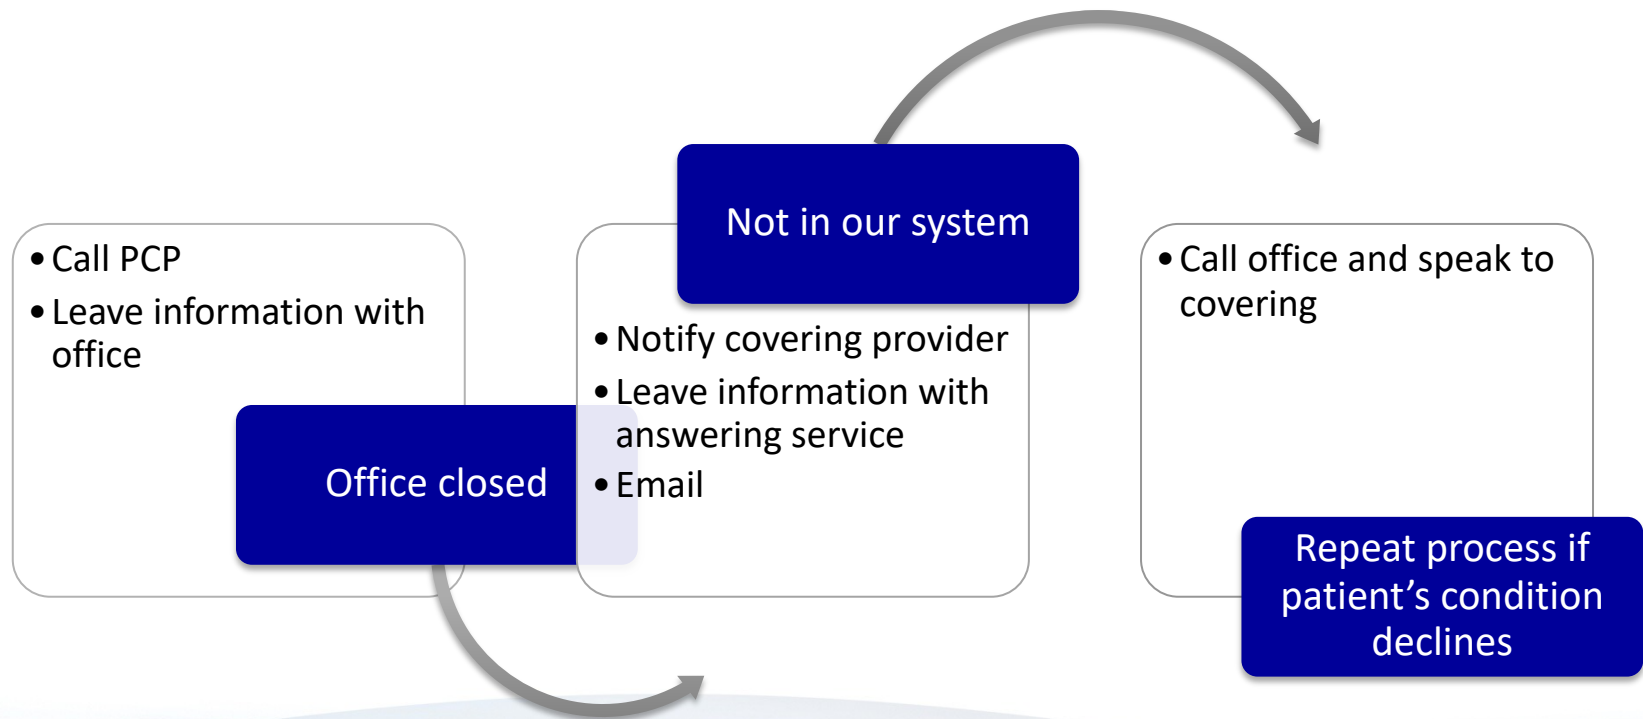 • Call PCP
• Leave information with
office
Office closed
Not in our system
• Notify covering provider
• Leave information with
answering service
• Email
• Call office and speak to
covering
Repeat process if
patient’s condition
declines